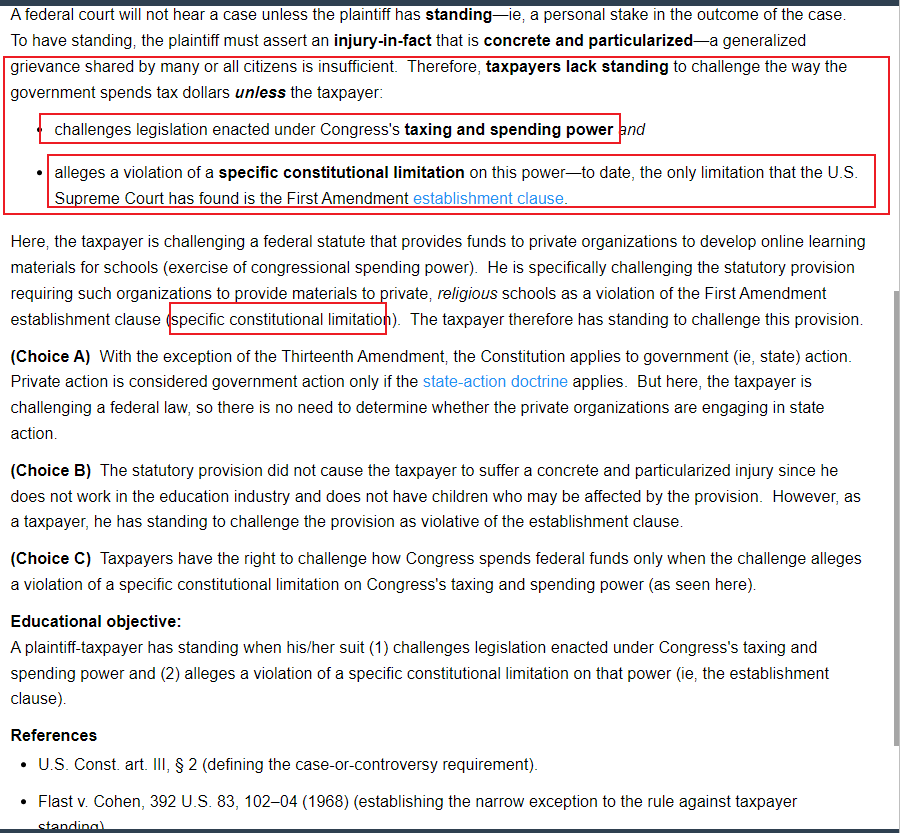 A federal court will not hear a case unless the plaintiff has standing—ie, a personal stake in the outcome of the case.
To have standing, the plaintiff must assert an injury-in-fact that is concrete and particularized—a generalized
grievance shared by many or all citizens is insufficient. Therefore, taxpayers lack standing to challenge the way the
government spends tax dollars unless the taxpayer:
• challenges legislation enacted under Congress's taxing and spending power and
• alleges a violation of a specific constitutional limitation on this power—to date, the only limitation that the U.S.
Supreme Court has found is the First Amendment establishment clause.
Here, the taxpayer is challenging a federal statute that provides funds to private organizations to develop online learning
materials for schools (exercise of congressional spending power). He is specifically challenging the statutory provision
requiring such organizations to provide materials to private, religious schools as a violation of the First Amendment
establishment clause (specific constitutional limitation). The taxpayer therefore has standing to challenge this provision.
(Choice A) With the exception of the Thirteenth Amendment, the Constitution applies to government (ie, state) action.
Private action is considered government action only if the state-action doctrine applies. But here, the taxpayer is
challenging a federal law, so there is no need to determine whether the private organizations are engaging in state
action.
(Choice B) The statutory provision did not cause the taxpayer to suffer a concrete and particularized injury since he
does not work in the education industry and does not have children who may be affected by the provision. However, as
a taxpayer, he has standing to challenge the provision as violative of the establishment clause.
(Choice C) Taxpayers have the right to challenge how Congress spends federal funds only when the challenge alleges
a violation of a specific constitutional limitation on Congress's taxing and spending power (as seen here).
Educational objective:
A plaintiff-taxpayer has standing when his/her suit (1) challenges legislation enacted under Congress's taxing and
spending power and (2) alleges a violation of a specific constitutional limitation on that power (ie, the establishment
clause).
References
• U.S. Const. art. III, § 2 (defining the case-or-controversy requirement).
• Flast v. Cohen, 392 U.S. 83, 102–04 (1968) (establishing the narrow exception to the rule against taxpayer
standing)